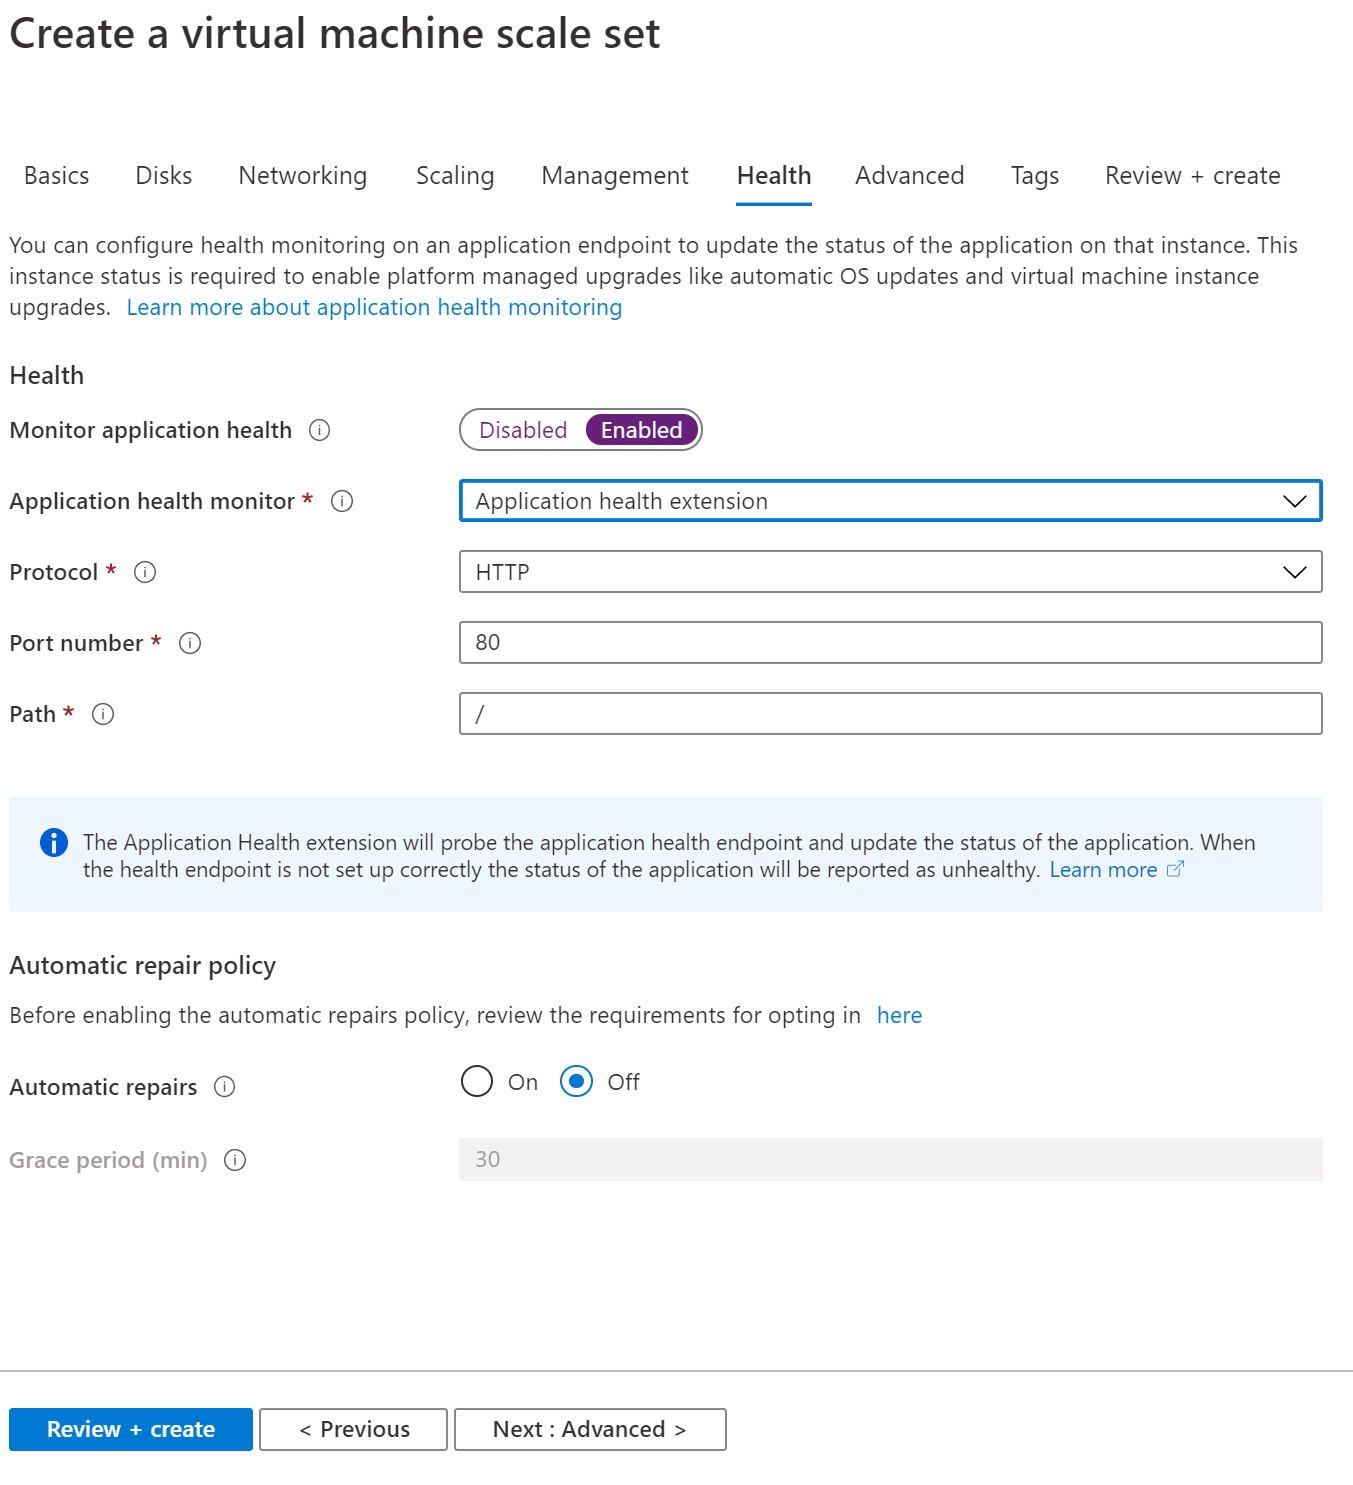 Create a virtual machine scale set
Basics Disks Networking Scaling Management Health Advanced Tags Review + create
You can configure health monitoring on an application endpoint to update the status of the application on that instance. This
instance status is required to enable platform managed upgrades like automatic OS updates and virtual machine instance
upgrades. Learn more about application health monitoring
Health
Monitor application health Disabled Enabled
Application health monitor * Application health extension
Protocol * HTTP
Port number * 80
Path * /
The Application Health extension will probe the application health endpoint and update the status of the application. When
the health endpoint is not set up correctly the status of the application will be reported as unhealthy. Learn more
Automatic repair policy
Before enabling the automatic repairs policy, review the requirements for opting in here
Automatic repairs On Off
Grace period (min) 30
Review + create < Previous Next : Advanced >